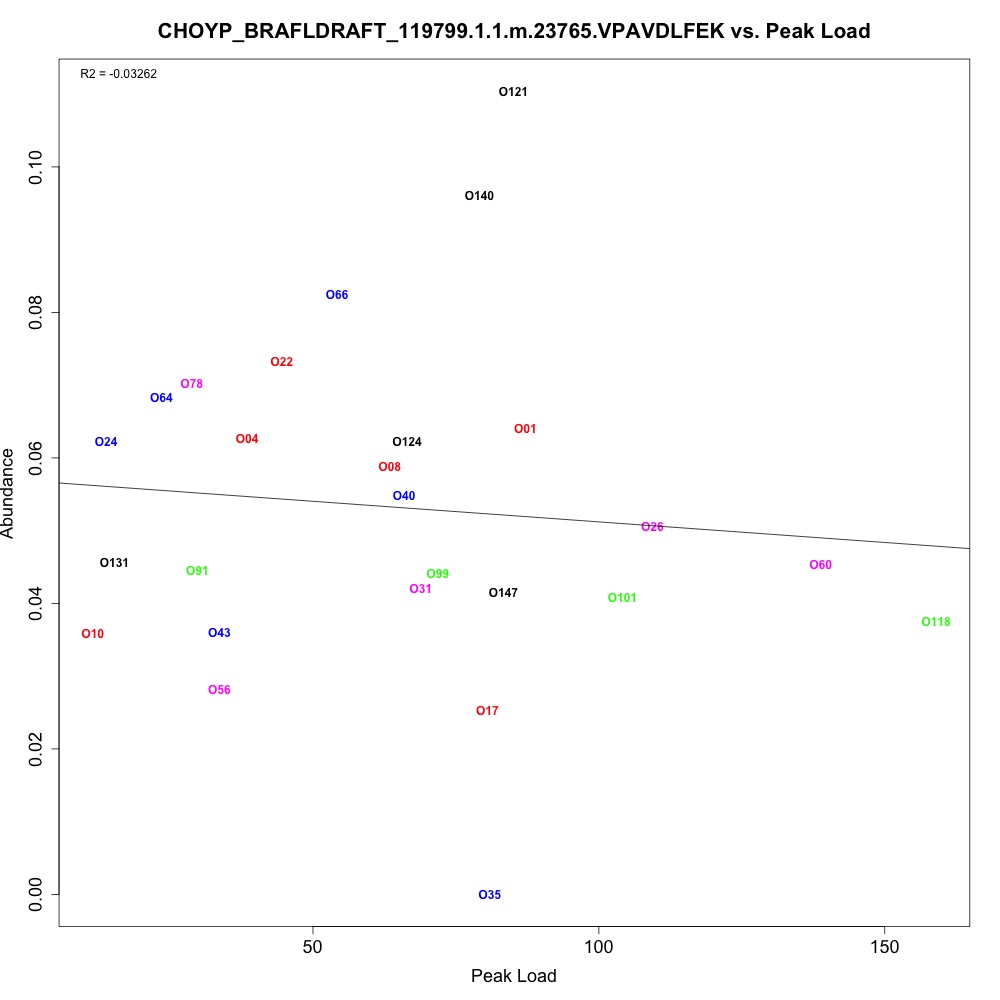 CHOYP_BRAFLDRAFT_119799.1.1.m.23765.VPAVDLFEK vs. Peak Load
R2 = -0.03262
O121
0.10
O140
O66
0.08
O22
O78
O64
O01
O04
O24
O124
0.06
O08
O40
Abundance
O26
O131
O60
O91
O99
O31
O147
0.04
O101
O118
O10
O43
O56
O17
0.02
O35
0.00
50
100
150
Peak Load